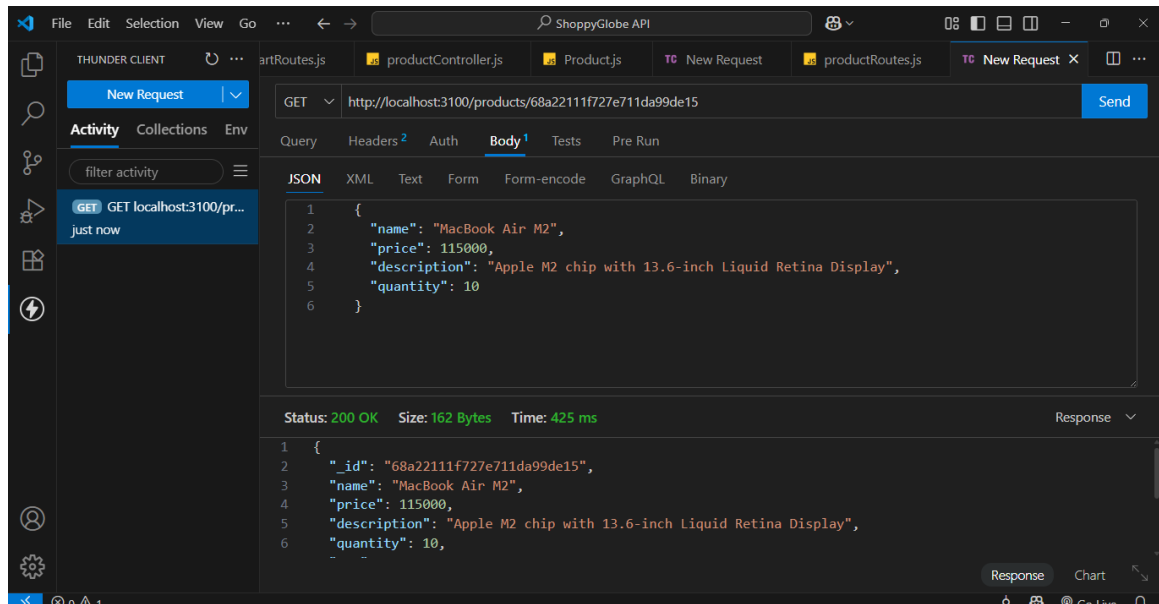 File Edit Selection View Go ··· ShoppyGlobe API
THUNDER CLIENT ···
artRoutes.js JS productController.js JS Product.js TC New Request JS productRoutes.js TC New Request ···
New Request
GET http://localhost:3100/products/68a22111f727e711da99de15 Send
Activity Collections Env
Query Headers 2 Auth Body 1 Tests Pre Run
filter activity
JSON XML Text Form Form-encode GraphQL Binary
GET GET localhost:3100/pr...
just now
1 {
2 "name": "MacBook Air M2",
3 "price": 115000,
4 "description": "Apple M2 chip with 13.6-inch Liquid Retina Display",
5 "quantity": 10
6 }
Status: 200 OK Size: 162 Bytes Time: 425 ms Response
1 {
2 "_id": "68a22111f727e711da99de15",
3 "name": "MacBook Air M2",
4 "price": 115000,
5 "description": "Apple M2 chip with 13.6-inch Liquid Retina Display",
6 "quantity": 10,
Response Chart